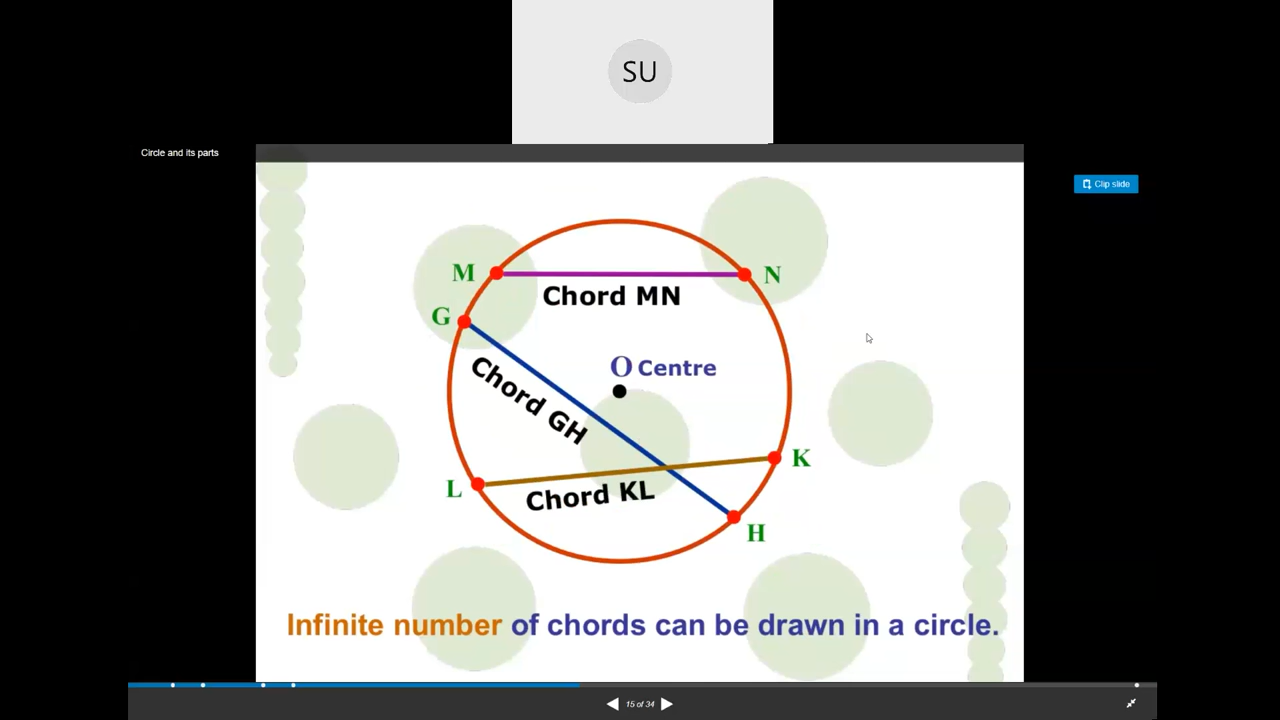 SU
Circle and its parts
Clip slide
M
N
Chord MN
G
O Centre
Chord GH
K
L
Chord KL
H
Infinite number of chords can be drawn in a circle.
15 of 34